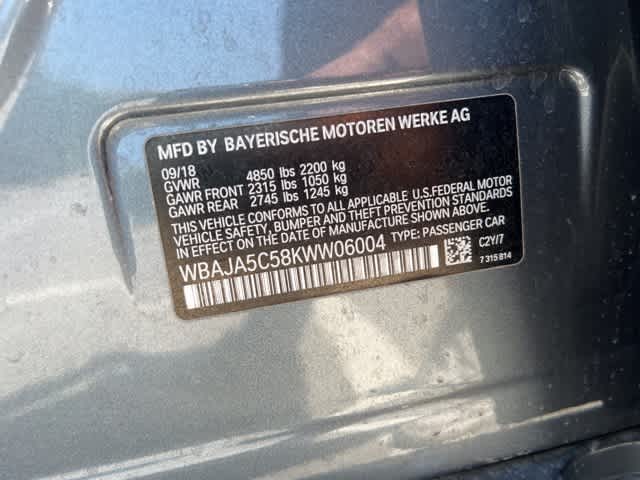 MFD BY BAYERISCHE MOTOREN WERKE AG
09/18
GVWR 4850 lbs 2200 kg
GAWR FRONT 2315 lbs 1050 kg
GAWR REAR 2745 lbs 1245 kg
THIS VEHICLE CONFORMS TO ALL APPLICABLE U.S.FEDERAL MOTOR
VEHICLE SAFETY, BUMPER AND THEFT PREVENTION STANDARDS
IN EFFECT ON THE DATE OF MANUFACTURE SHOWN ABOVE.
WBAJA5C58KWW06004 TYPE: PASSENGER CAR
C2Y/7
7 315 814